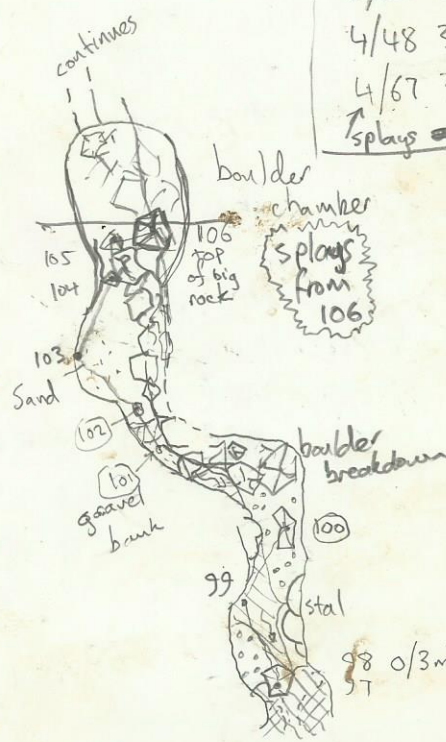 continues
4/48
4/67
splays
boulder
chamber
105
104
106
top
of big
rock
splays
from
106
103
Sand
102
101
gravel
bank
boulder
breakdown
100
99
stal
98 0/3m
97